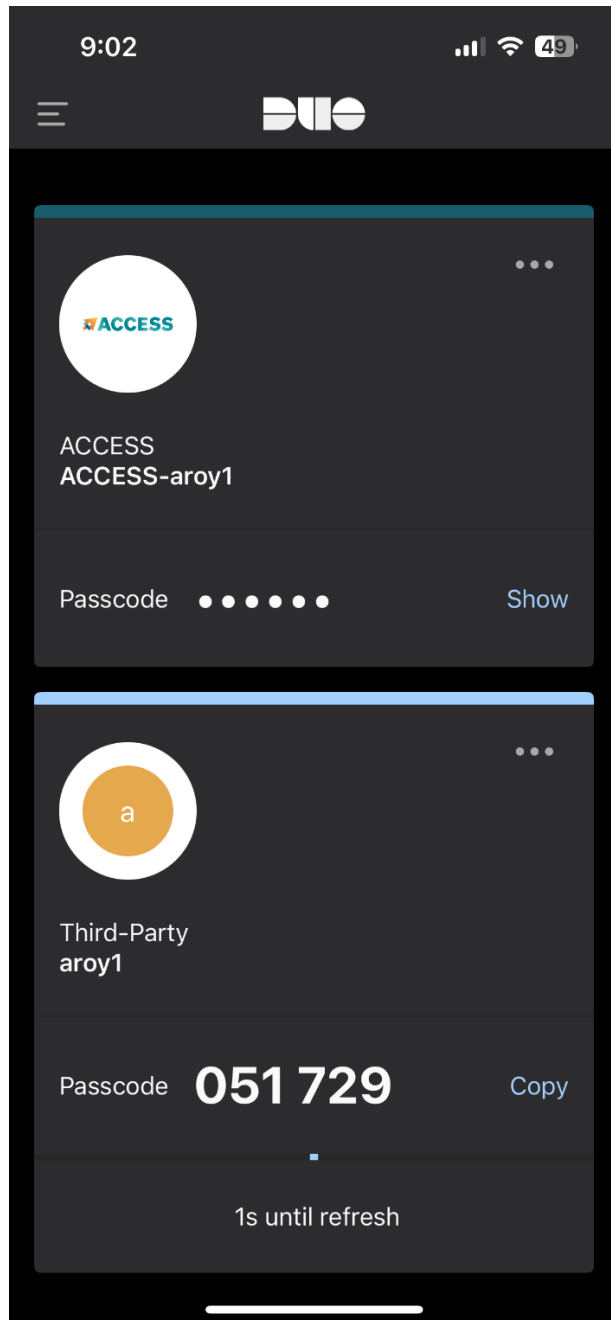 9:02
49
DUO
ACCESS
ACCESS
ACCESS-aroy1
Passcode ●●●●●● Show
a
Third-Party
aroy1
Passcode 051 729 Copy
1s until refresh